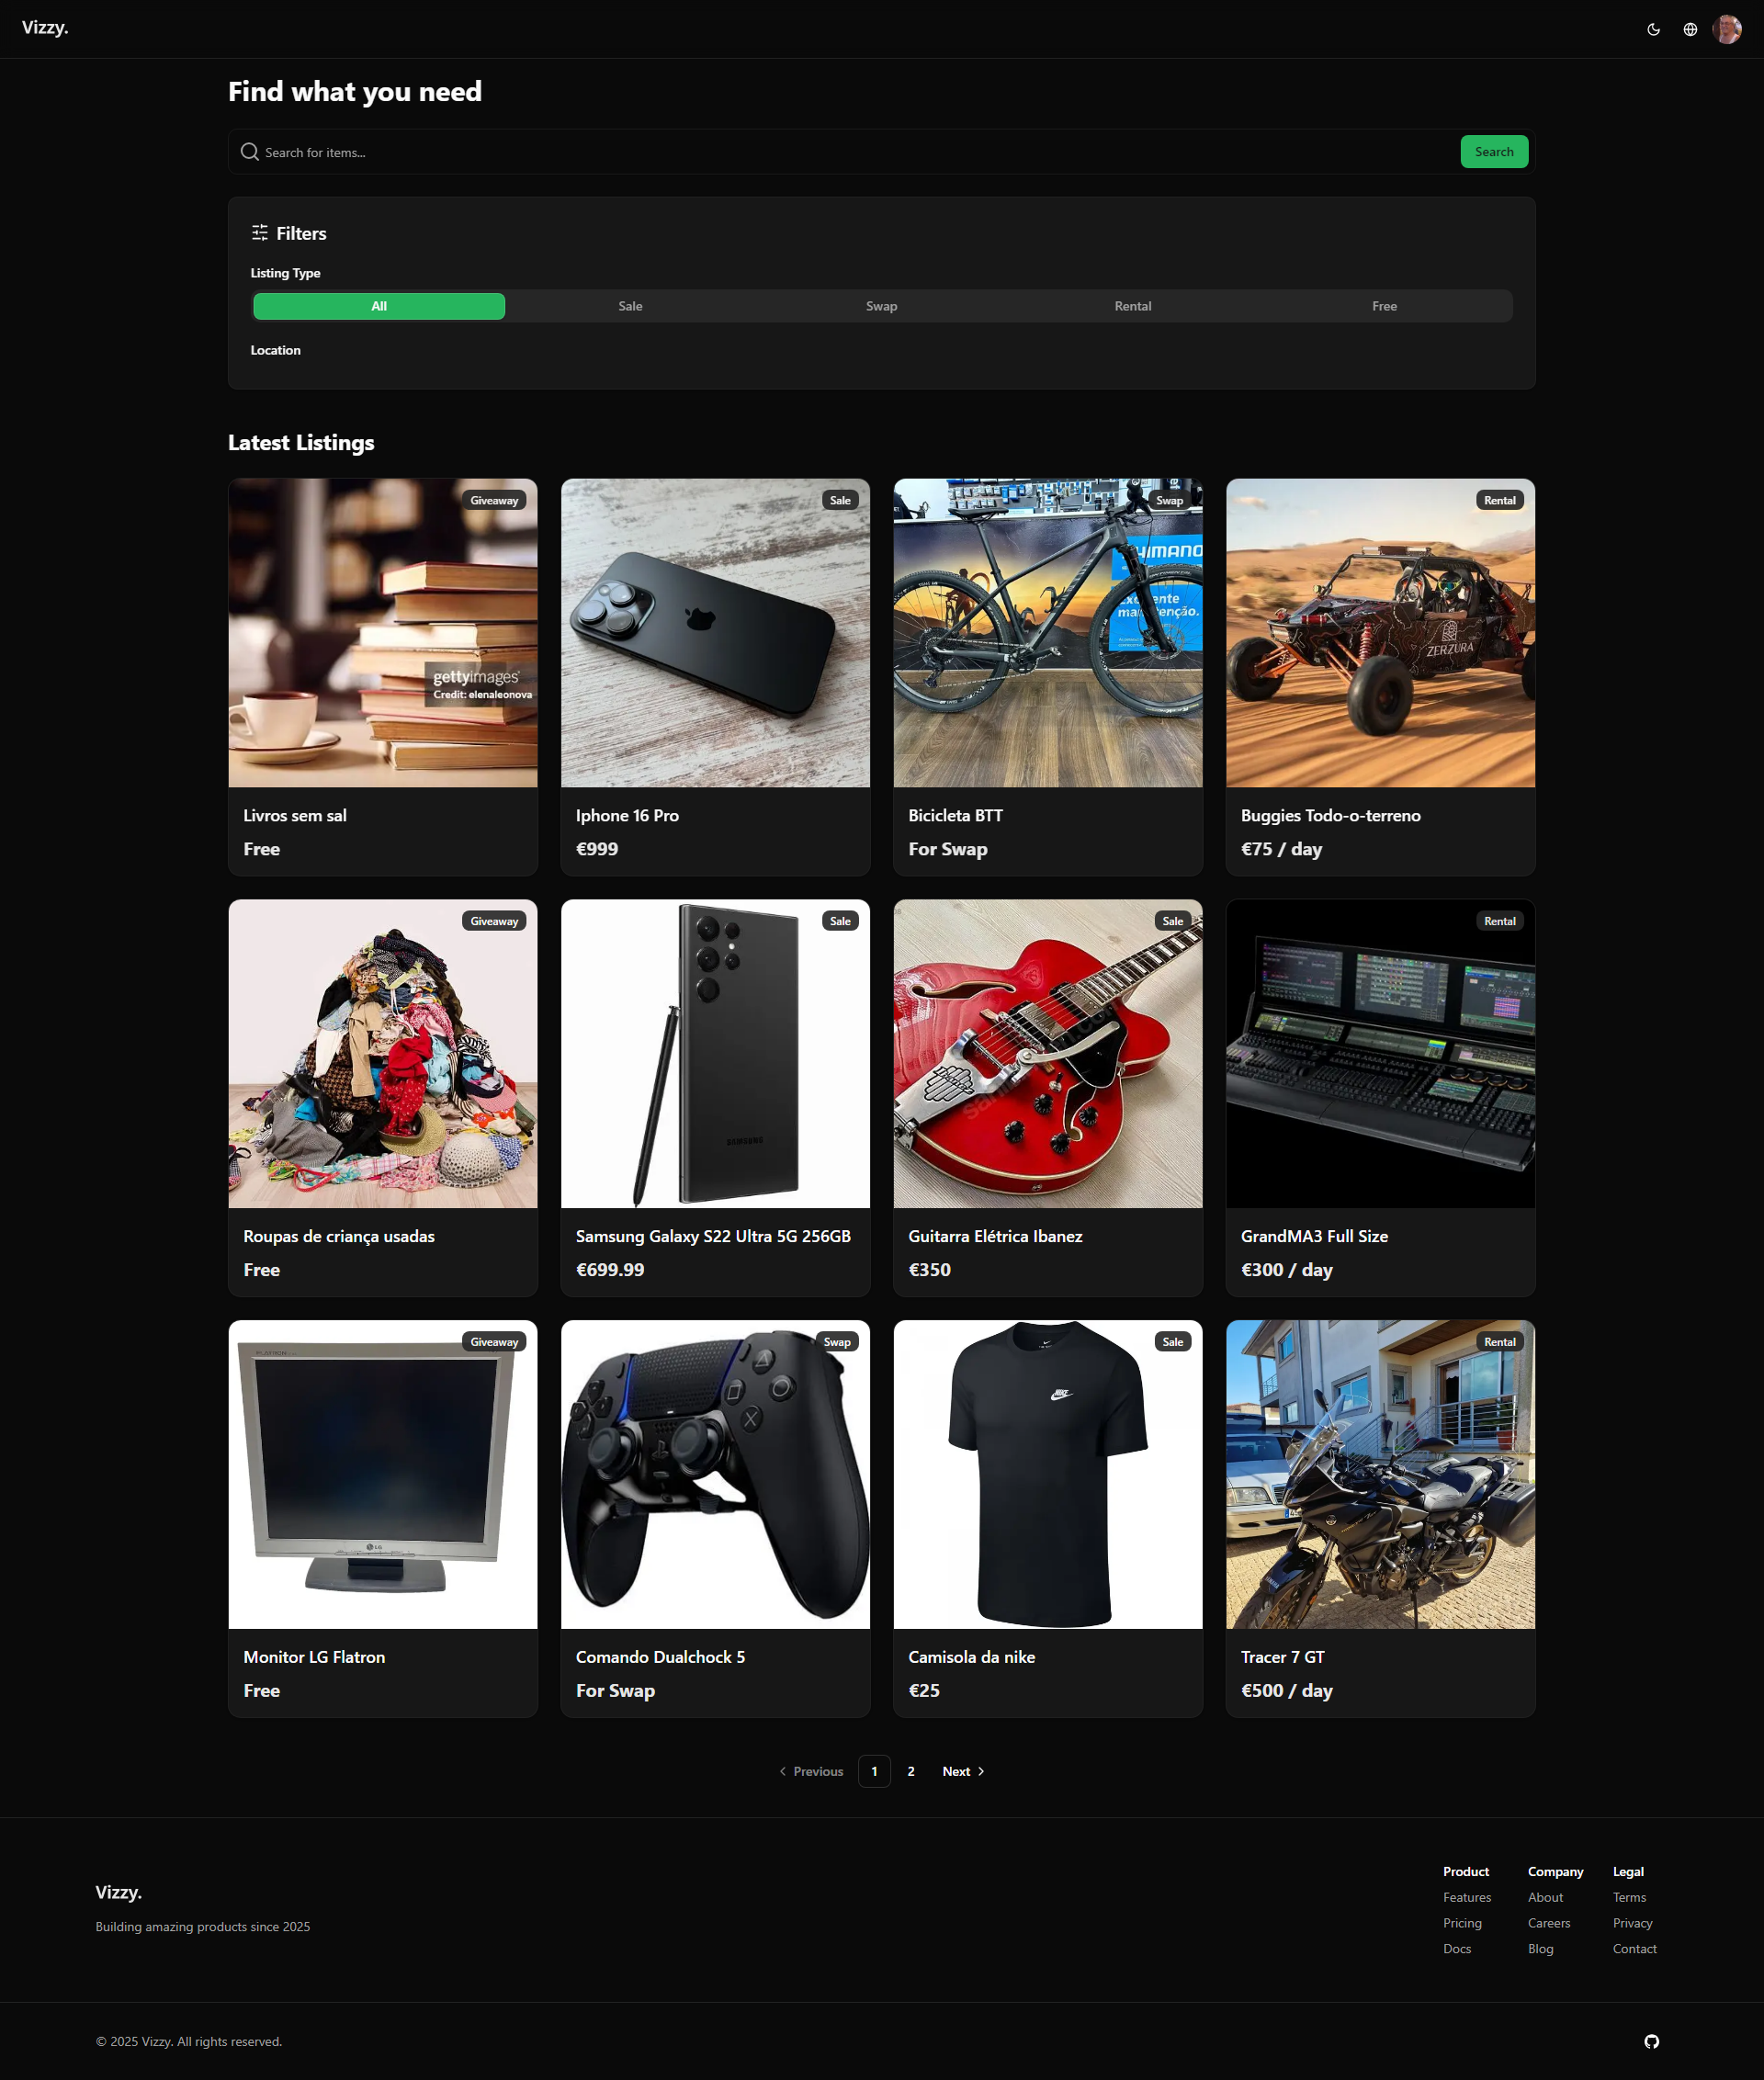 Vizzy.
Find what you need
Search for items...
Search
Filters
Listing Type
All
Sale
Swap
Rental
Free
Location
Latest Listings
Giveaway
gettyimages®
Credit: elenaleonova
Livros sem sal
Free
Sale
Iphone 16 Pro
€999
Swap
HIMANO
Excelente
manutenção.
Bicicleta BTT
For Swap
Rental
ZERZURA
Buggies Todo-o-terreno
€75 / day
Giveaway
Roupas de criança usadas
Free
Sale
SAMSUNG
Samsung Galaxy S22 Ultra 5G 256GB
€699.99
Sale
Guitarra Elétrica Ibanez
€350
Rental
GrandMA3 Full Size
€300 / day
Giveaway
LG
Monitor LG Flatron
Free
Swap
Comando Dualchock 5
For Swap
Sale
NIKE
Camisola da nike
€25
Rental
YAMAHA
Tracer 7 GT
€500 / day
Previous
1
2
Next
Vizzy.
Building amazing products since 2025
Product
Features
Pricing
Docs
Company
About
Careers
Blog
Legal
Terms
Privacy
Contact
© 2025 Vizzy. All rights reserved.